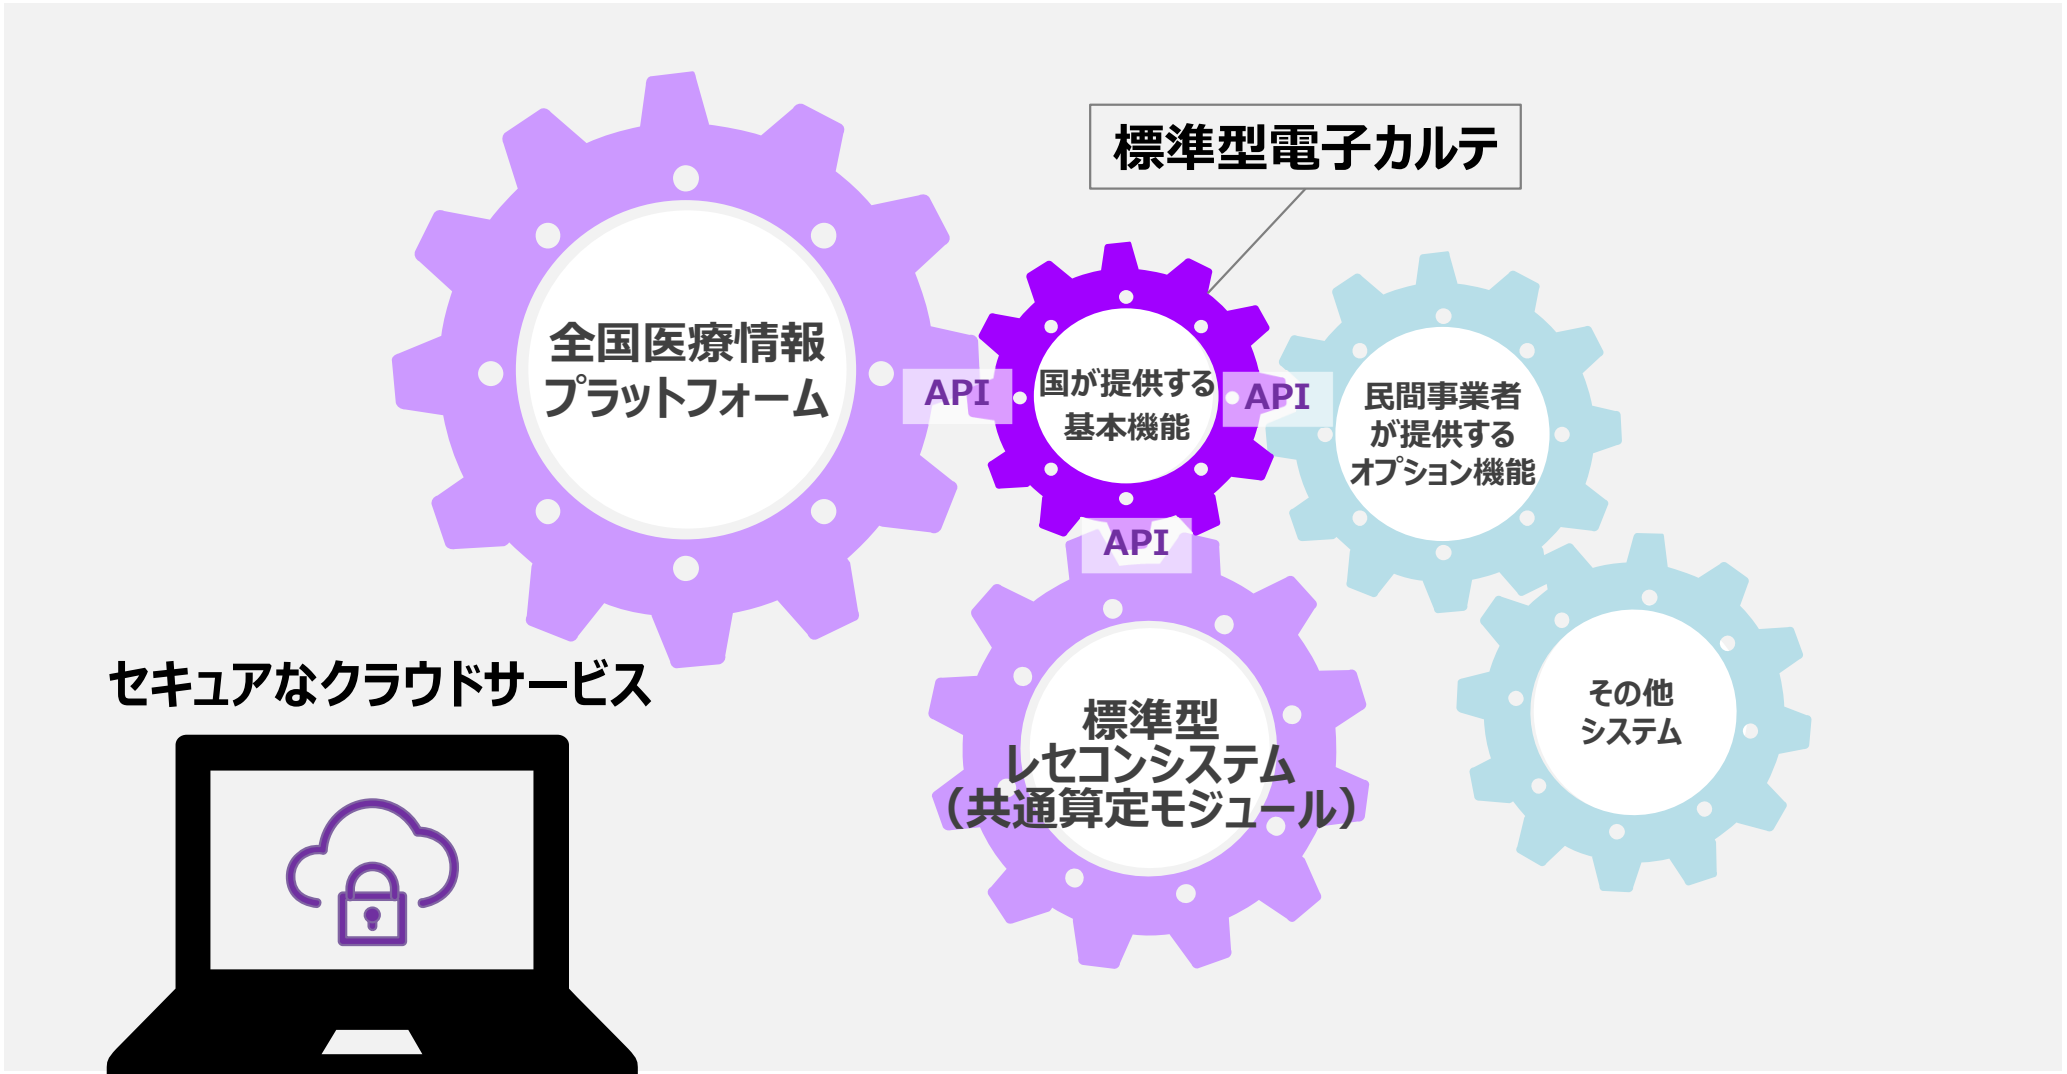 標準型電子カルテ
全国医療情報
プラットフォーム
API
国が提供する
基本機能
API
民間事業者
が提供する
オプション機能
API
標準型
レセコンシステム
（共通算定モジュール）
その他
システム
セキュアなクラウドサービス